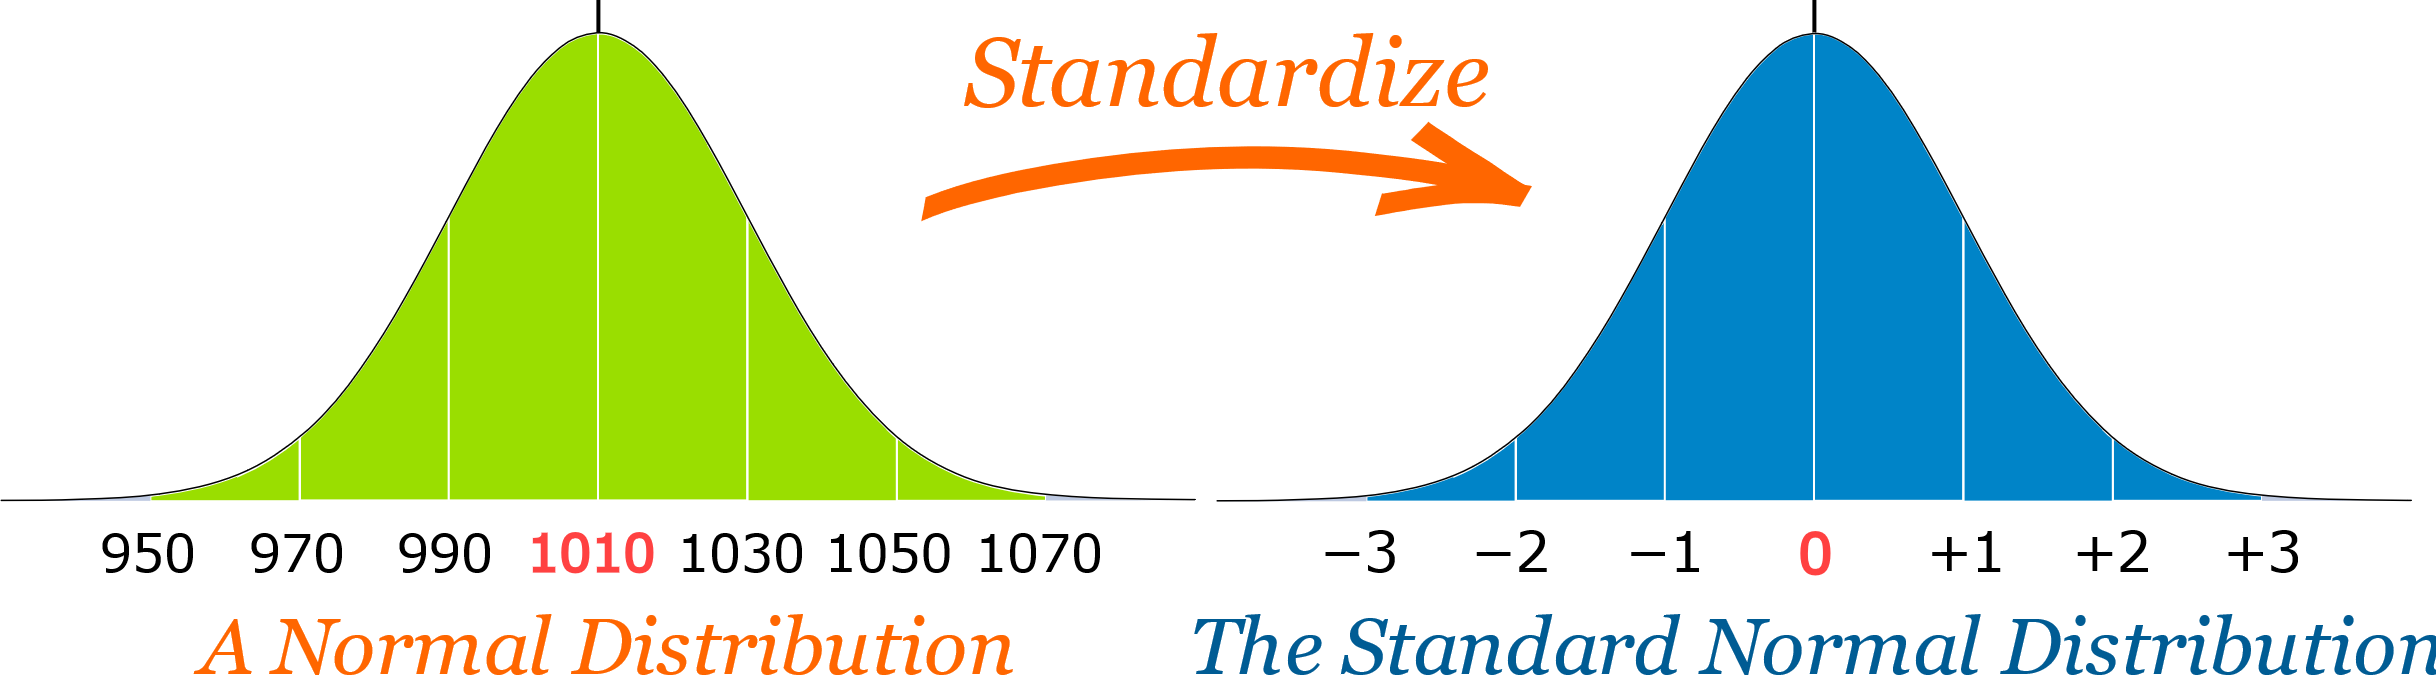 Standardize
950 970 990 1010 1030 1050 1070
−3 −2 −1 0 +1 +2 +3
A Normal Distribution
The Standard Normal Distribution